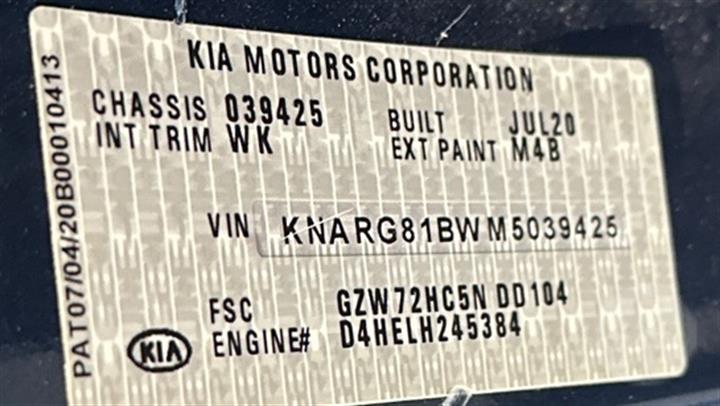 KIA MOTORS CORPORATION
CHASSIS 039425
BUILT JUL20
INT TRIM WK
EXT PAINT M4B
VIN KNARG81BWM5039425
FSC GZW72HC5N DD104
ENGINE# D4HELH245384
KIA
PAT07/04/20B00010413